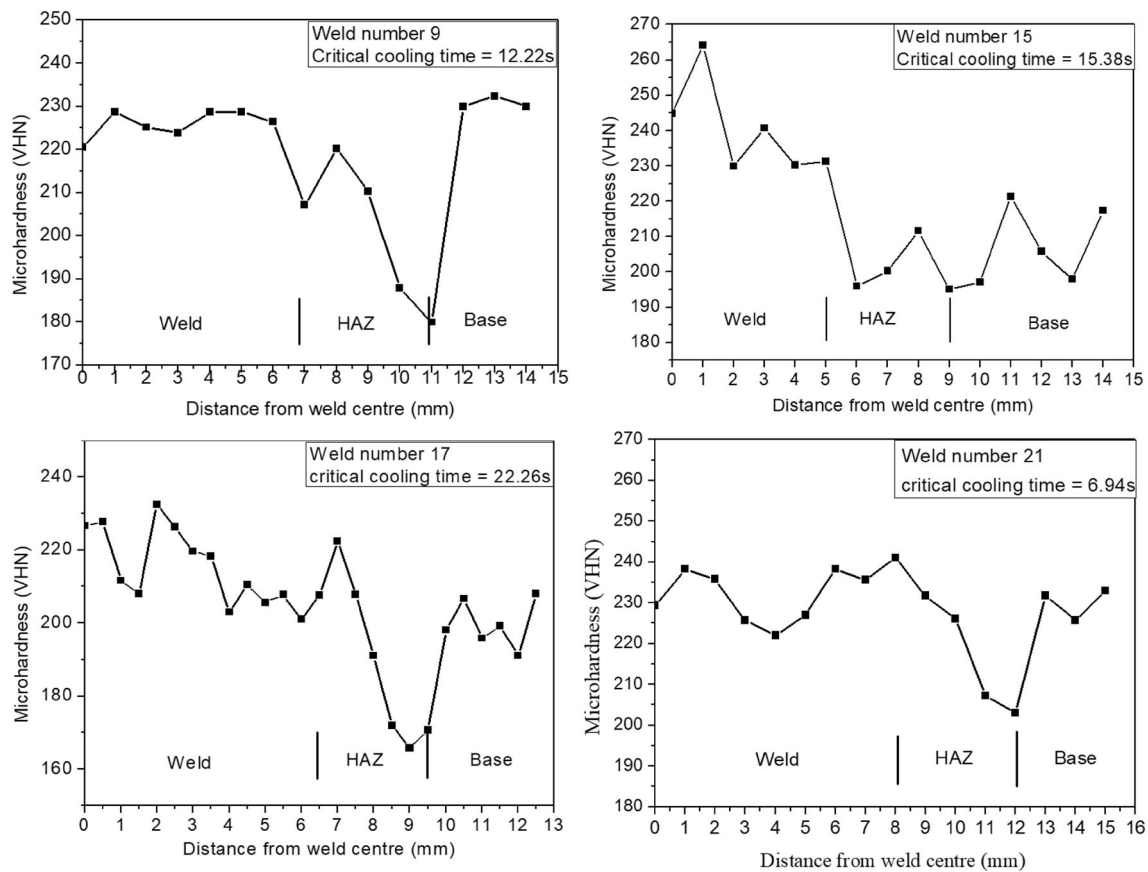 Weld number 9
Critical cooling time = 12.22s
Microhardness (VHN)
250
240
230
220
210
200
190
180
170
Weld
HAZ
Base
0 1 2 3 4 5 6 7 8 9 10 11 12 13 14 15
Distance from weld centre (mm)
Weld number 15
Critical cooling time = 15.38s
Microhardness (VHN)
270
260
250
240
230
220
210
200
190
180
Weld
HAZ
Base
0 1 2 3 4 5 6 7 8 9 10 11 12 13 14 15
Distance from weld centre (mm)
Weld number 17
critical cooling time = 22.26s
Microhardness (VHN)
240
220
200
180
160
Weld
HAZ
Base
0 1 2 3 4 5 6 7 8 9 10 11 12 13
Distance from weld centre (mm)
Weld number 21
critical cooling time = 6.94s
Microhardness (VHN)
270
260
250
240
230
220
210
200
190
180
Weld
HAZ
Base
0 1 2 3 4 5 6 7 8 9 10 11 12 13 14 15 16
Distance from weld centre (mm)